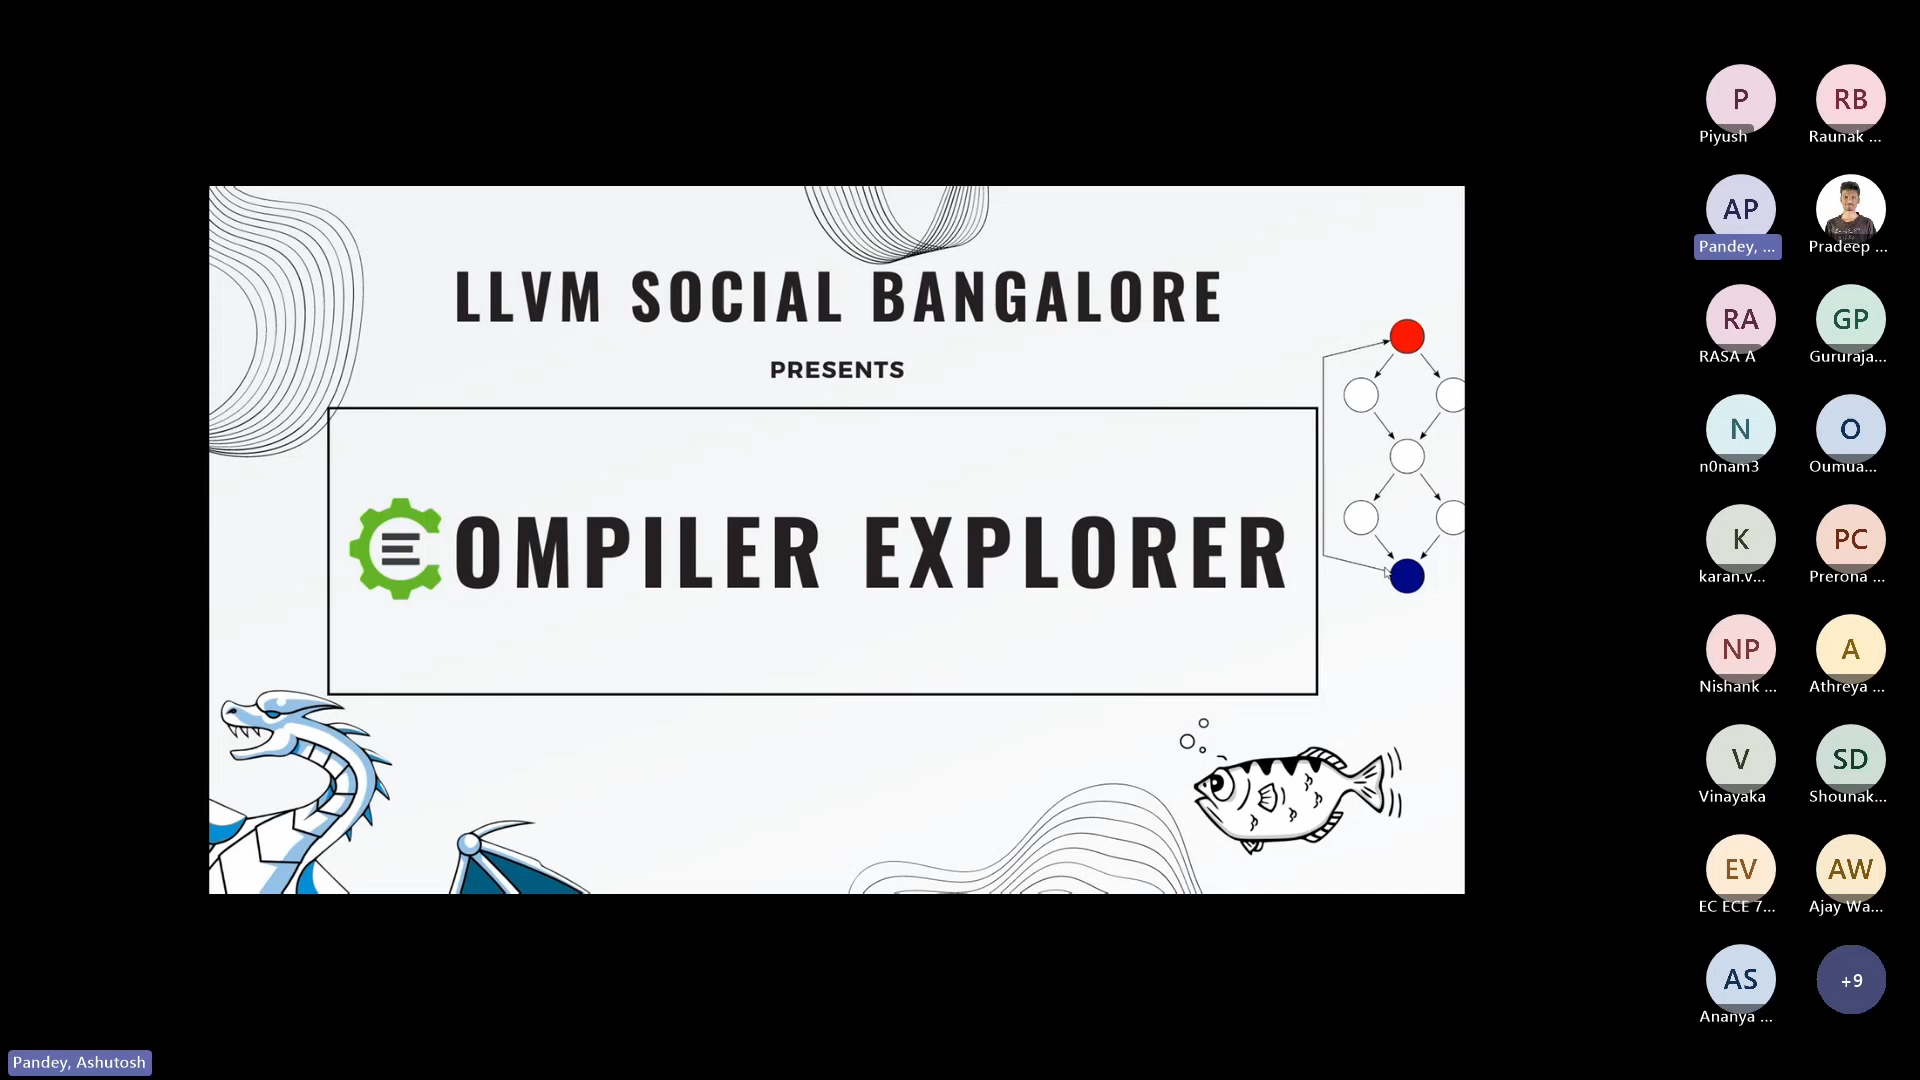 LLVM SOCIAL BANGALORE
PRESENTS
COMPILER EXPLORER
P
Piyush
RB
Raunak ...
AP
Pandey, ...
Pradeep ...
RA
RASA A
GP
Gururaja...
N
n0nam3
O
Oumua...
K
karan.v...
PC
Prerona ...
NP
Nishank ...
A
Athreya ...
V
Vinayaka
SD
Shounak...
EV
EC ECE 7...
AW
Ajay Wa...
AS
Ananya ...
+9
Pandey, Ashutosh